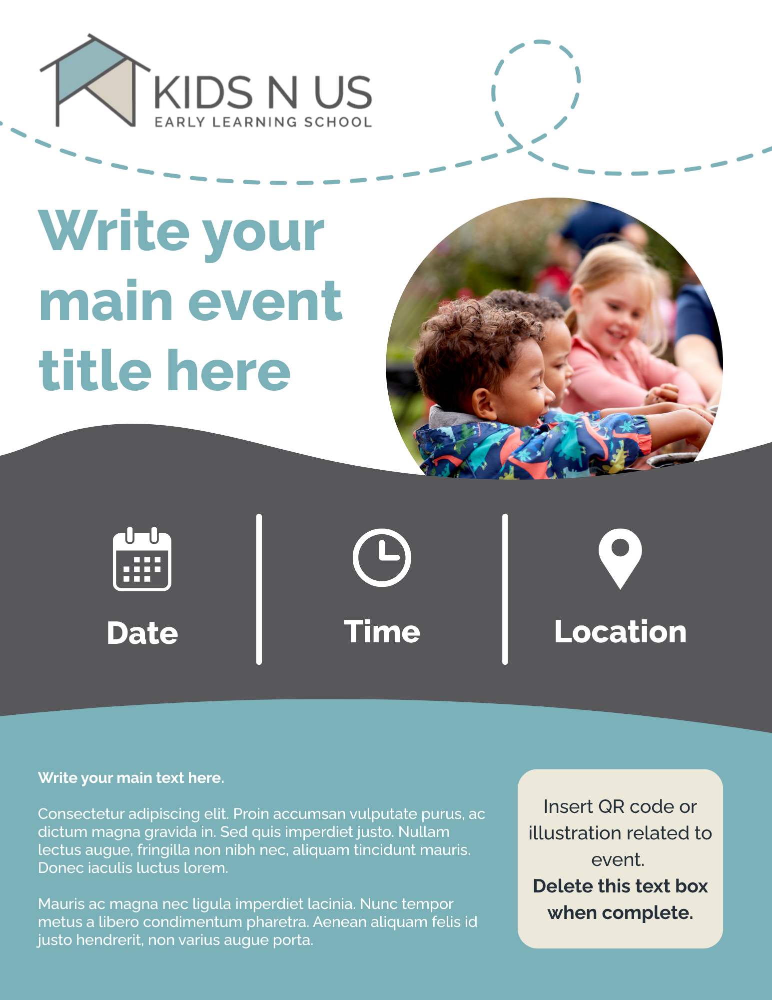 KIDS N US
EARLY LEARNING SCHOOL
Write your
main event
title here
Date
Time
Location
Write your main text here.
Consectetur adipiscing elit. Proin accumsan vulputate purus, ac
dictum magna gravida in. Sed quis imperdiet justo. Nullam
lectus augue, fringilla non nibh nec, aliquam tincidunt mauris.
Donec iaculis luctus lorem.
Mauris ac magna nec ligula imperdiet lacinia. Nunc tempor
metus a libero condimentum pharetra. Aenean aliquam felis id
justo hendrerit, non varius augue porta.
Insert QR code or
illustration related to
event.
Delete this text box
when complete.